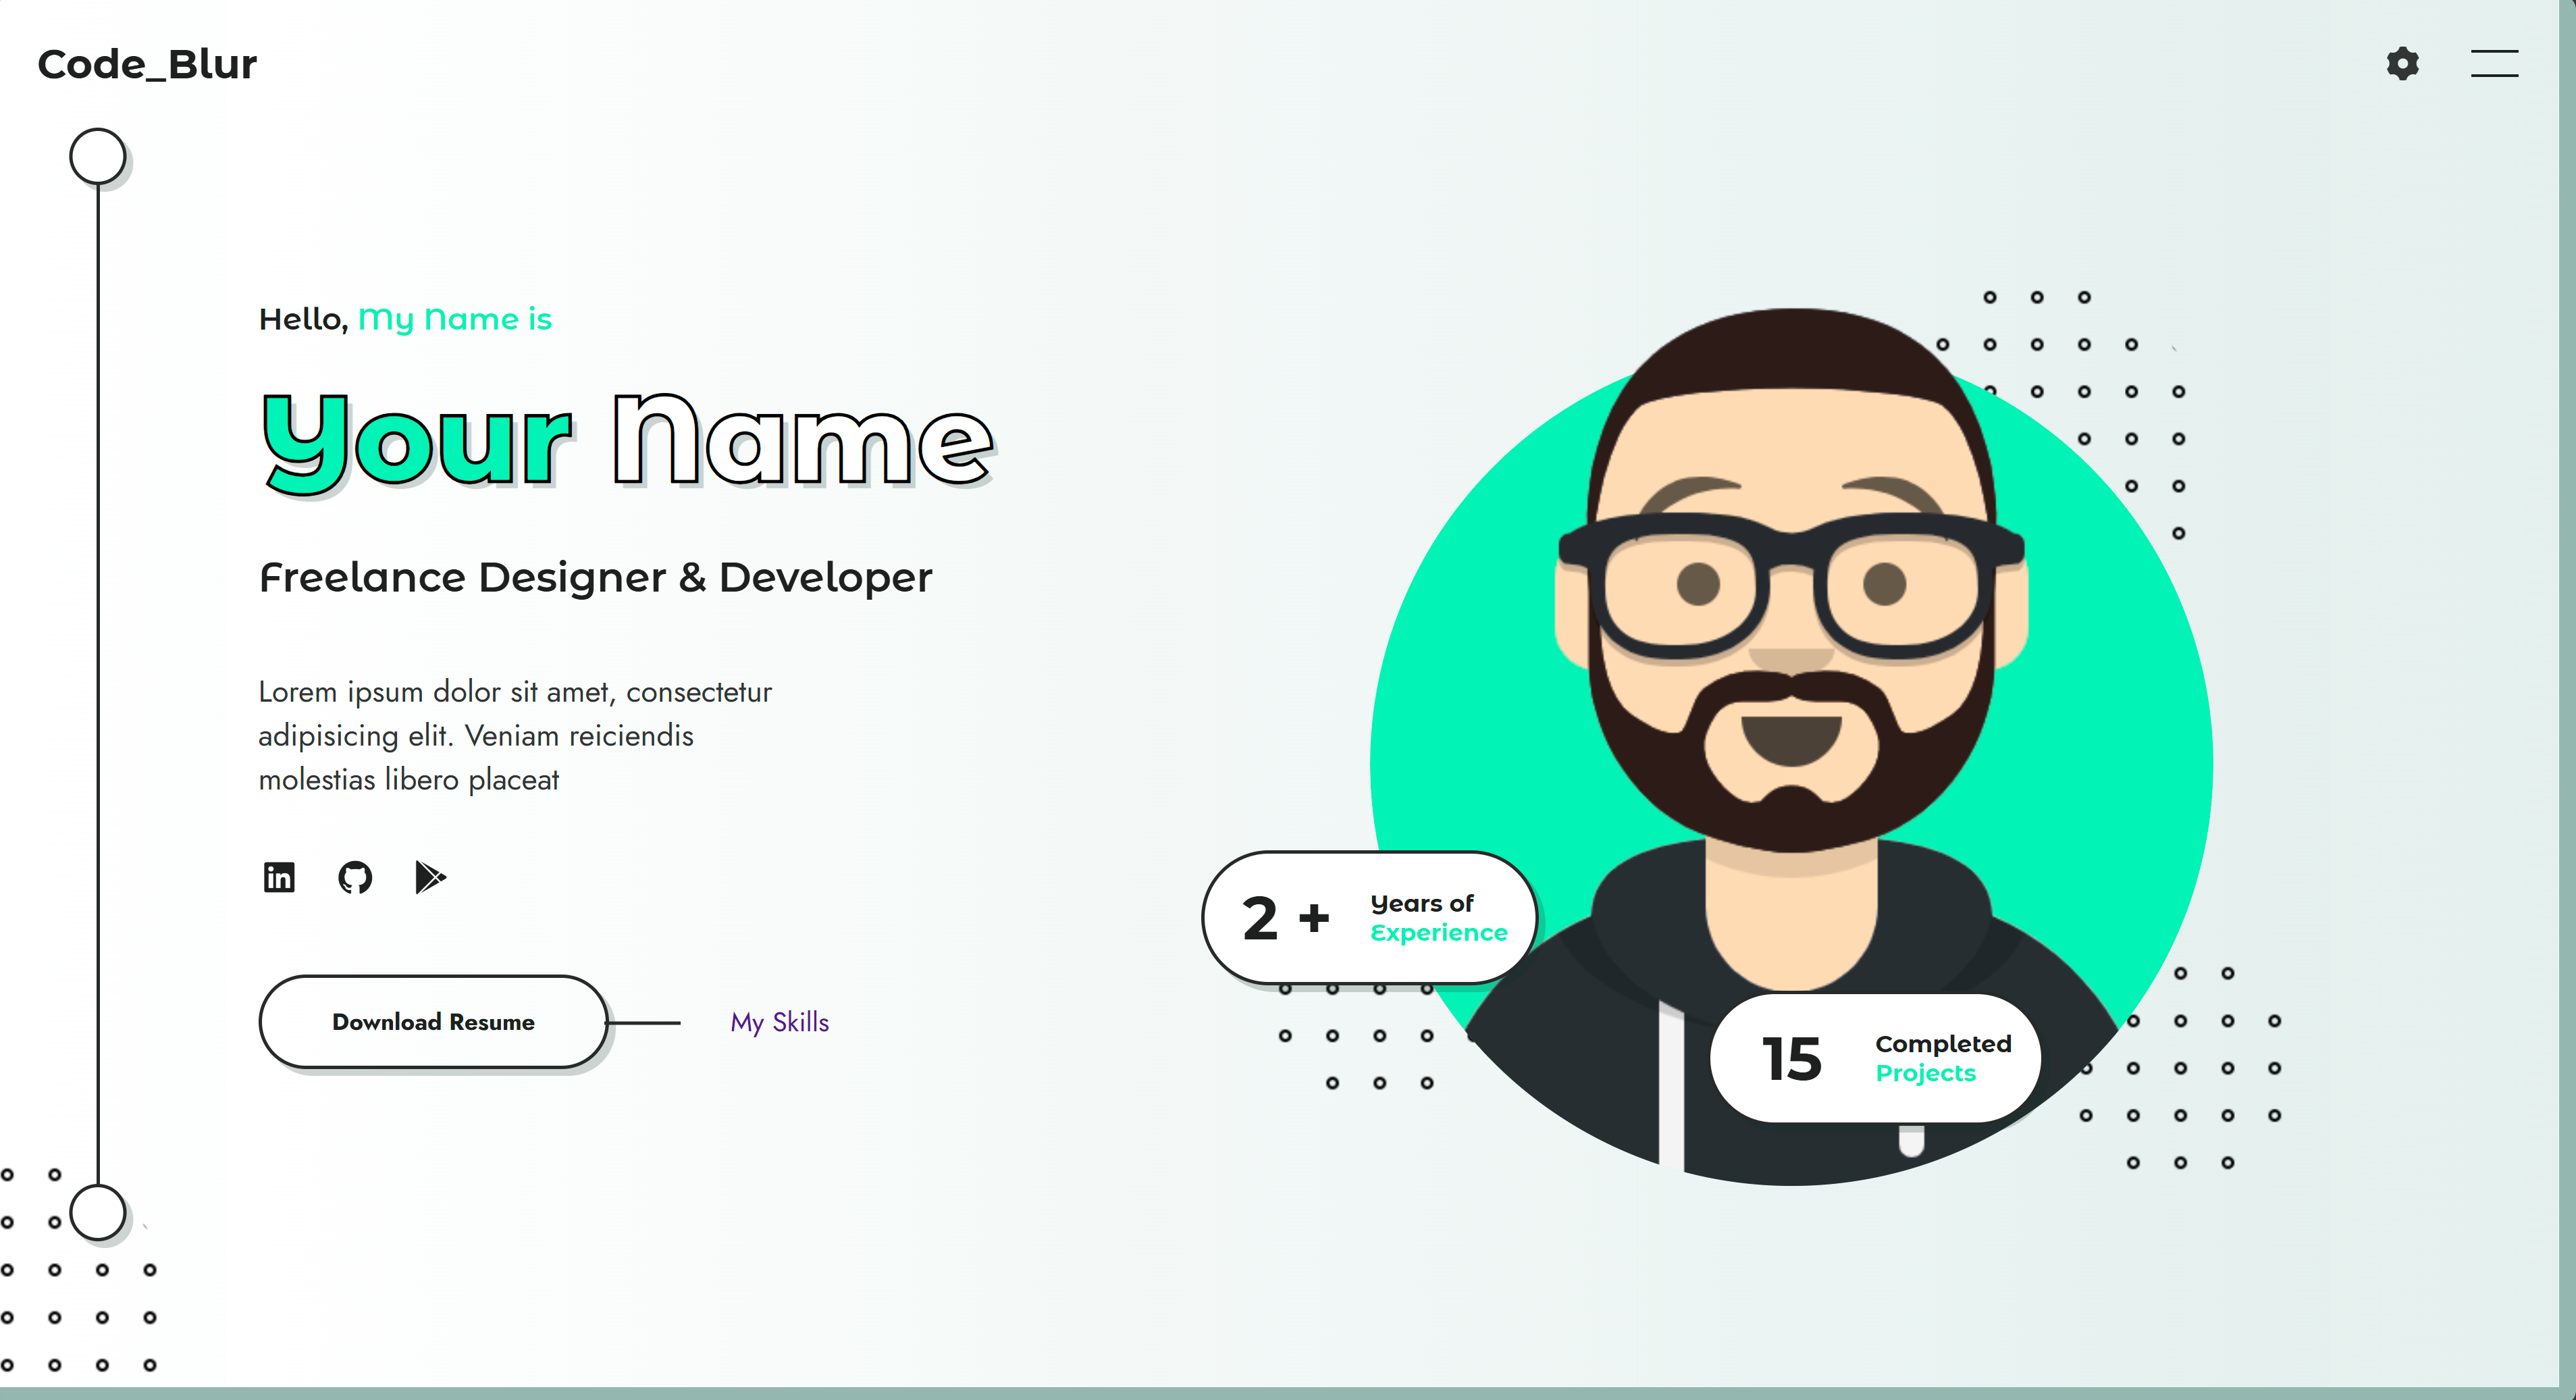 Code_Blur
Hello, My Name is
Your Name
Freelance Designer & Developer
Lorem ipsum dolor sit amet, consectetur
adipisicing elit. Veniam reiciendis
molestias libero placeat
in
Download Resume
My Skills
2 +
Years of
Experience
15
Completed
Projects